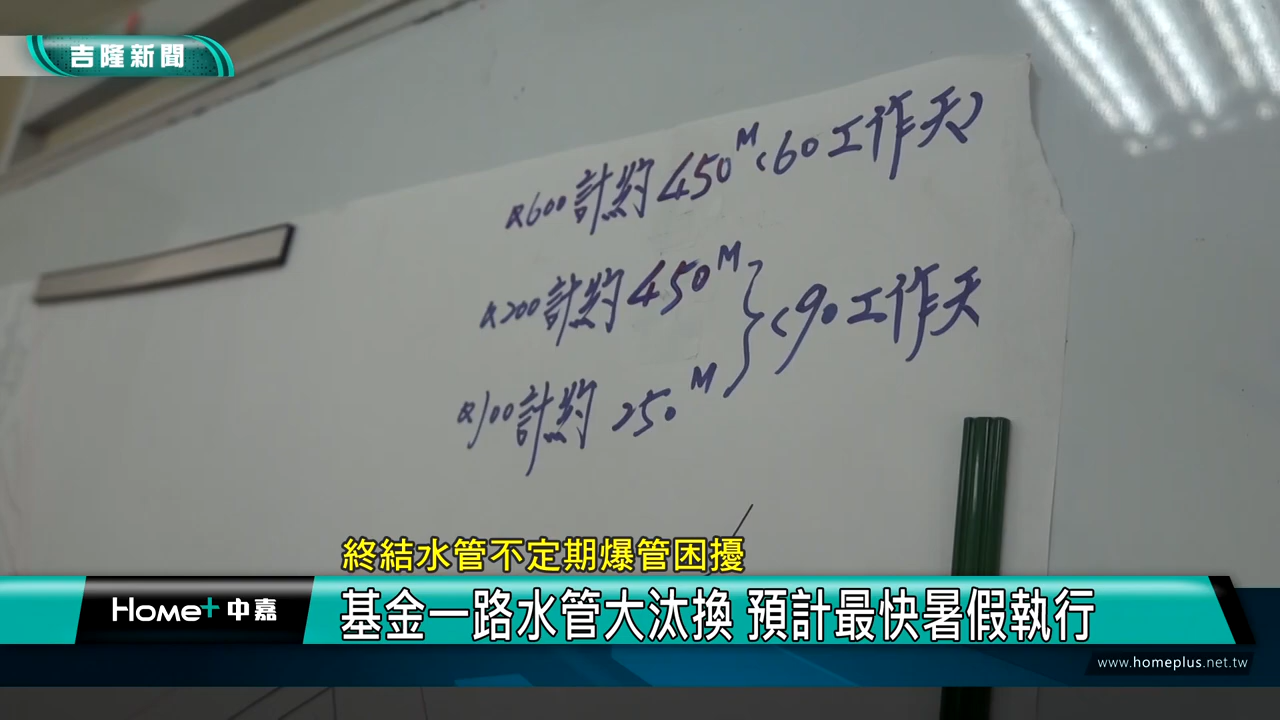 吉隆新聞
φ600計約450M(60工作天)
φ200計約450M
(90工作天
φ100計約250M
終結水管不定期爆管困擾
Home+中嘉
基金一路水管大汰換 預計最快暑假執行
www.homeplus.net.tw